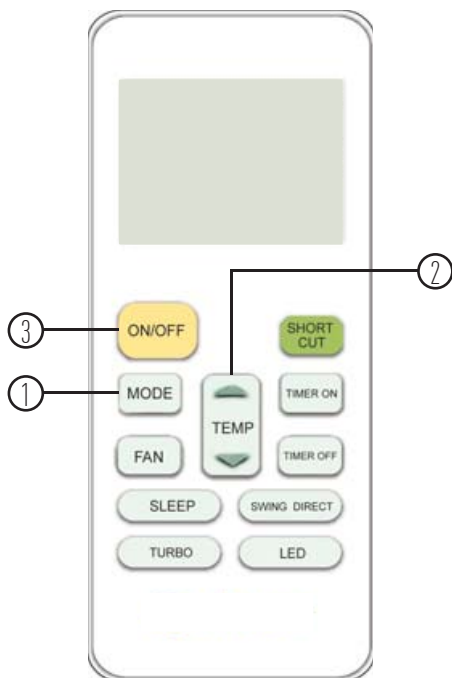 ②
③
ON/OFF
SHORT
CUT
①
MODE
TIMER ON
TEMP
FAN
TIMER OFF
SLEEP
SWING DIRECT
TURBO
LED